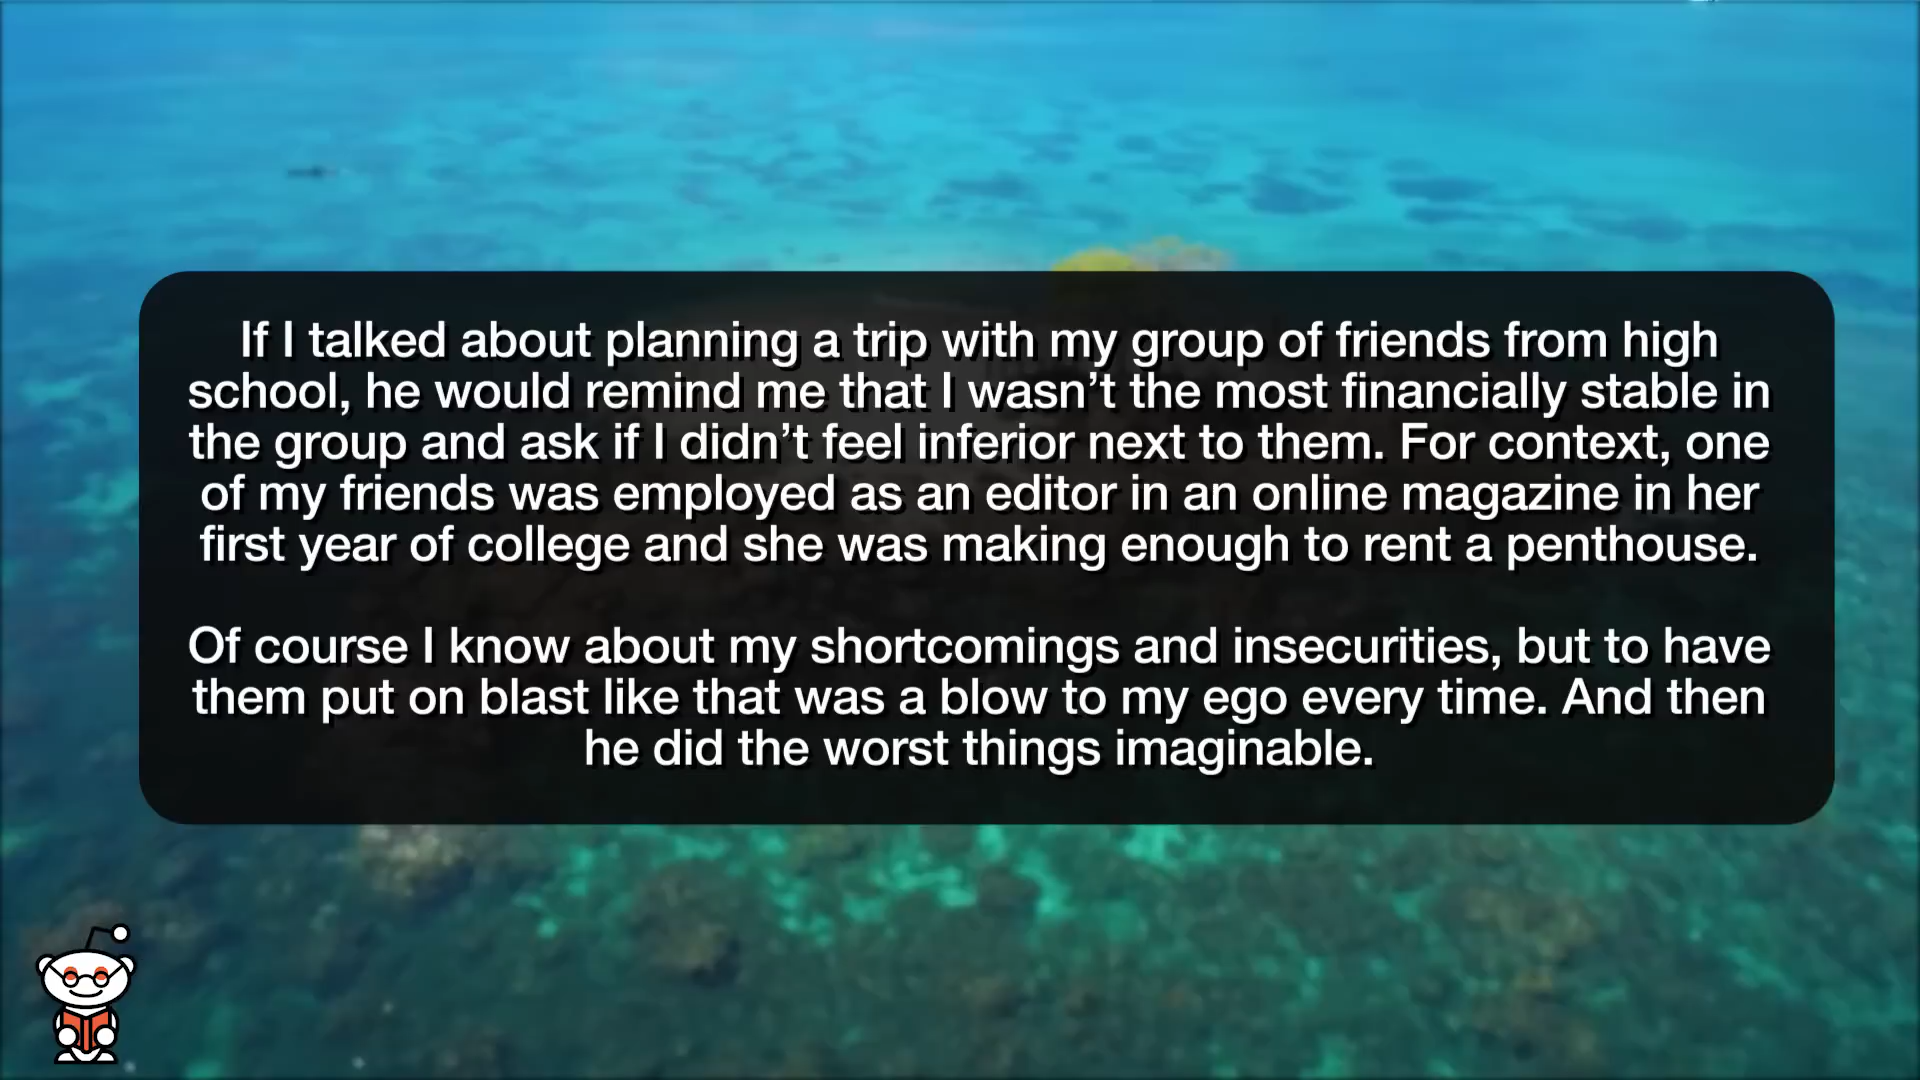 If I talked about planning a trip with my group of friends from high
school, he would remind me that I wasn’t the most financially stable in
the group and ask if I didn’t feel inferior next to them. For context, one
of my friends was employed as an editor in an online magazine in her
first year of college and she was making enough to rent a penthouse.
Of course I know about my shortcomings and insecurities, but to have
them put on blast like that was a blow to my ego every time. And then
he did the worst things imaginable.